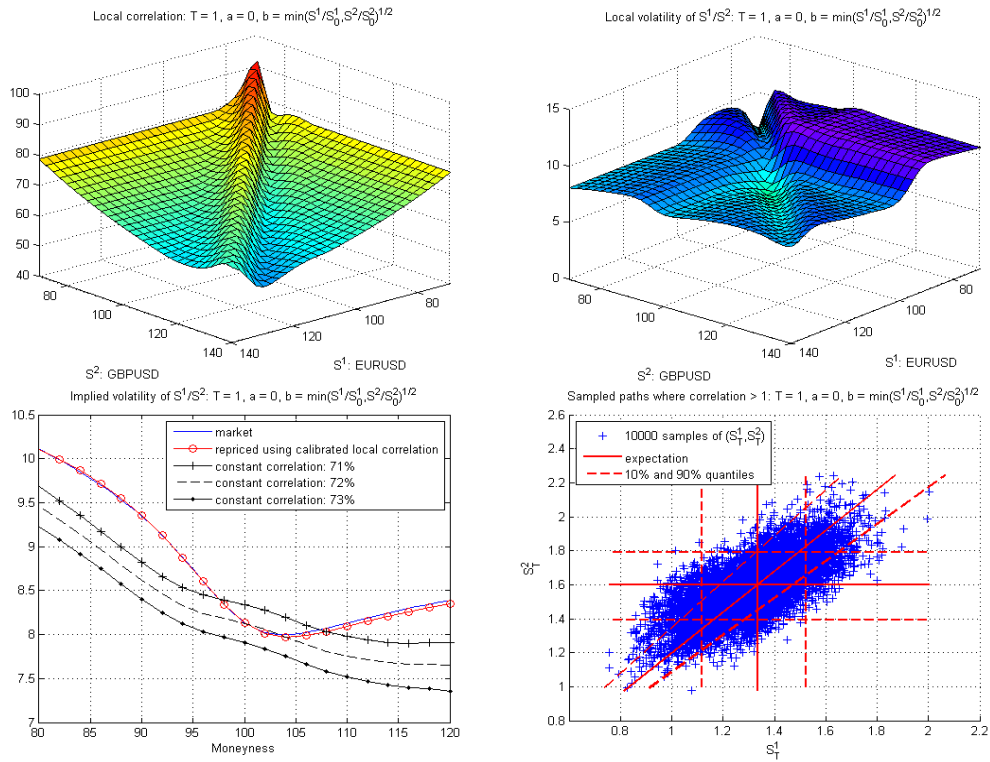 Local correlation: T = 1, a = 0, b = min(S¹/S¹₀,S²/S²₀)^1/2
100
90
80
70
60
50
40
80
100
120
140
140
120
100
80
S²: GBPUSD
S¹: EURUSD
Local volatility of S¹/S²: T = 1, a = 0, b = min(S¹/S¹₀,S²/S²₀)^1/2
15
10
5
0
80
100
120
140
140
120
100
80
S²: GBPUSD
S¹: EURUSD
Implied volatility of S¹/S²: T = 1, a = 0, b = min(S¹/S¹₀,S²/S²₀)^1/2
market
repriced using calibrated local correlation
constant correlation: 71%
constant correlation: 72%
constant correlation: 73%
10.5
10
9.5
9
8.5
8
7.5
7
80 85 90 95 100 105 110 115 120
Moneyness
Sampled paths where correlation > 1: T = 1, a = 0, b = min(S¹/S¹₀,S²/S²₀)^1/2
10000 samples of (S¹_T,S²_T)
expectation
10% and 90% quantiles
2.6
2.4
2.2
2
1.8
1.6
1.4
1.2
1
0.8
S²_T
0.8 1 1.2 1.4 1.6 1.8 2 2.2
S¹_T